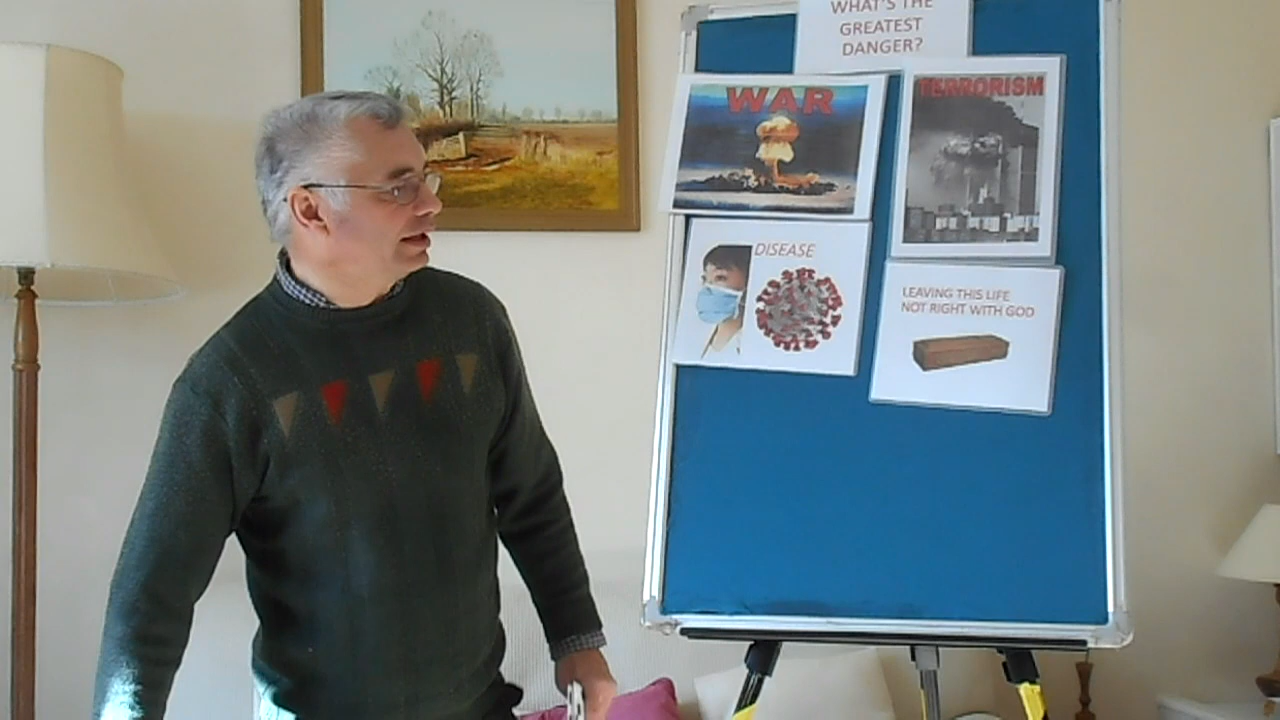 WHAT'S THE
GREATEST
DANGER?
WAR
TERRORISM
DISEASE
LEAVING THIS LIFE
NOT RIGHT WITH GOD